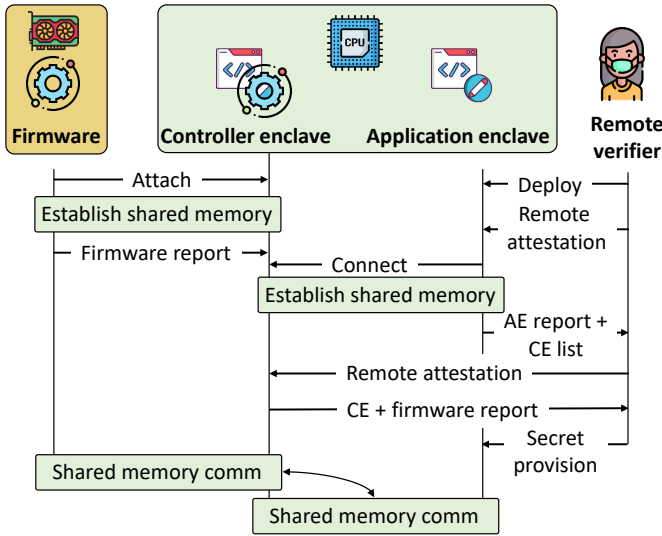 CPU
</>
</>
Firmware
Controller enclave
Application enclave
Remote
verifier
Attach
Deploy
Establish shared memory
Remote
attestation
Firmware report
Connect
Establish shared memory
AE report +
CE list
Remote attestation
CE + firmware report
Secret
provision
Shared memory comm
Shared memory comm